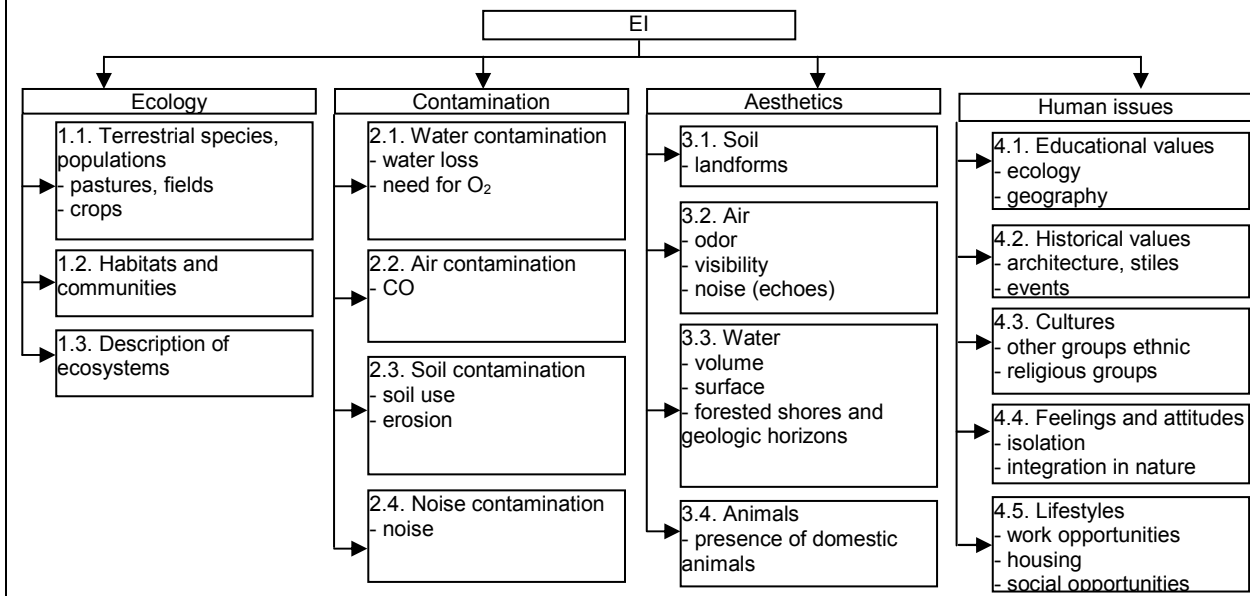 EI
Ecology
1.1. Terrestrial species,
populations
- pastures, fields
- crops
1.2. Habitats and
communities
1.3. Description of
ecosystems
Contamination
2.1. Water contamination
- water loss
- need for O₂
2.2. Air contamination
- CO
2.3. Soil contamination
- soil use
- erosion
2.4. Noise contamination
- noise
Aesthetics
3.1. Soil
- landforms
3.2. Air
- odor
- visibility
- noise (echoes)
3.3. Water
- volume
- surface
- forested shores and
geologic horizons
3.4. Animals
- presence of domestic
animals
Human issues
4.1. Educational values
- ecology
- geography
4.2. Historical values
- architecture, stiles
- events
4.3. Cultures
- other groups ethnic
- religious groups
4.4. Feelings and attitudes
- isolation
- integration in nature
4.5. Lifestyles
- work opportunities
- housing
- social opportunities